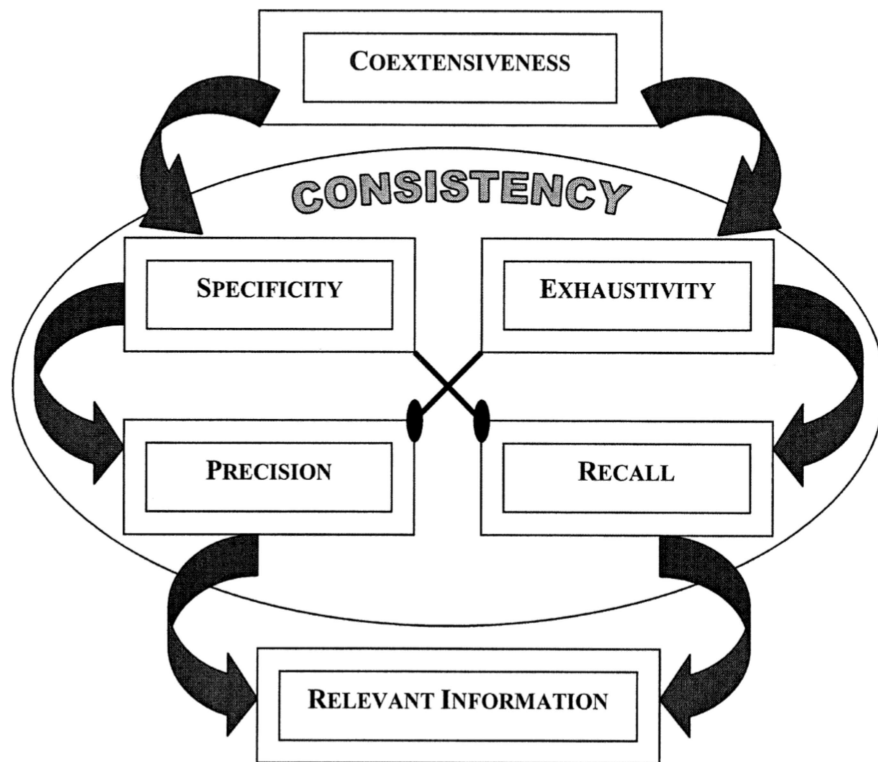 COEXTENSIVENESS
CONSISTENCY
SPECIFICITY
EXHAUSTIVITY
PRECISION
RECALL
RELEVANT INFORMATION